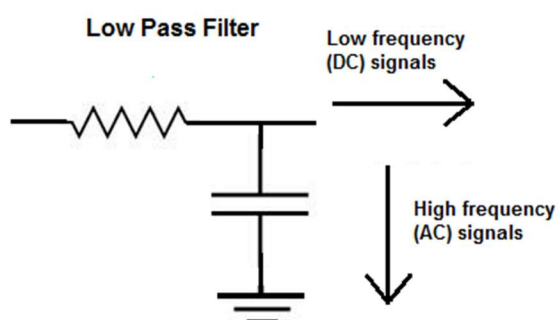 Low Pass Filter
Low frequency
(DC) signals
High frequency
(AC) signals